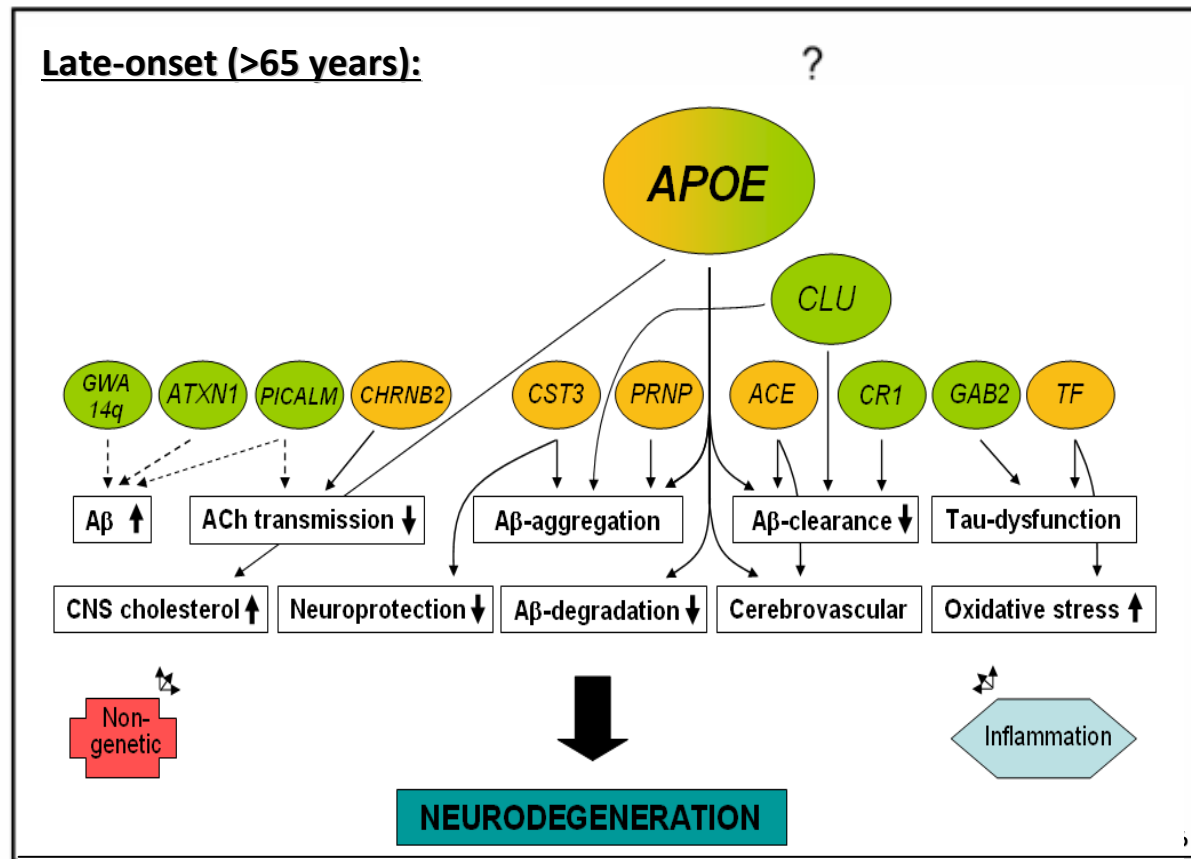 Late-onset (>65 years):
?
APOE
CLU
GWA
14q
ATXN1
PICALM
CHRNB2
CST3
PRNP
ACE
CR1
GAB2
TF
Aβ
ACh transmission
Aβ-aggregation
Aβ-clearance
Tau-dysfunction
CNS cholesterol
Neuroprotection
Aβ-degradation
Cerebrovascular
Oxidative stress
Non-
genetic
Inflammation
NEURODEGENERATION